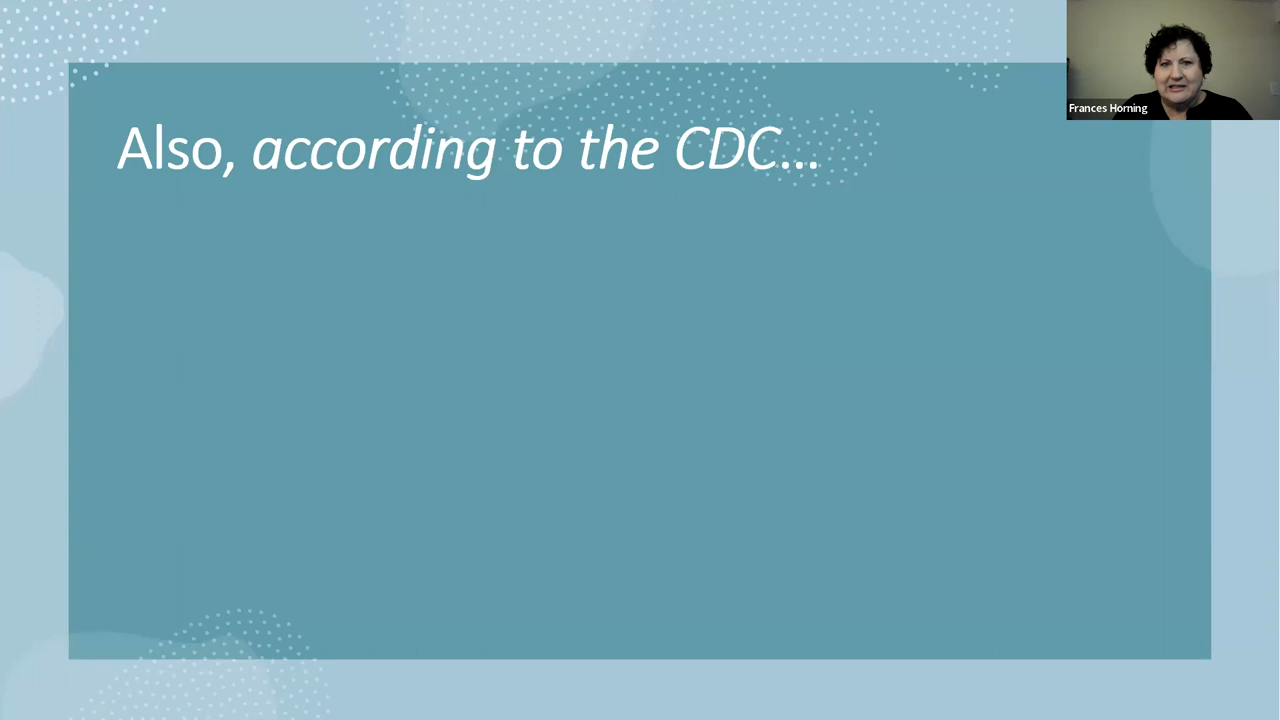 Also, according to the CDC...
Frances Horning